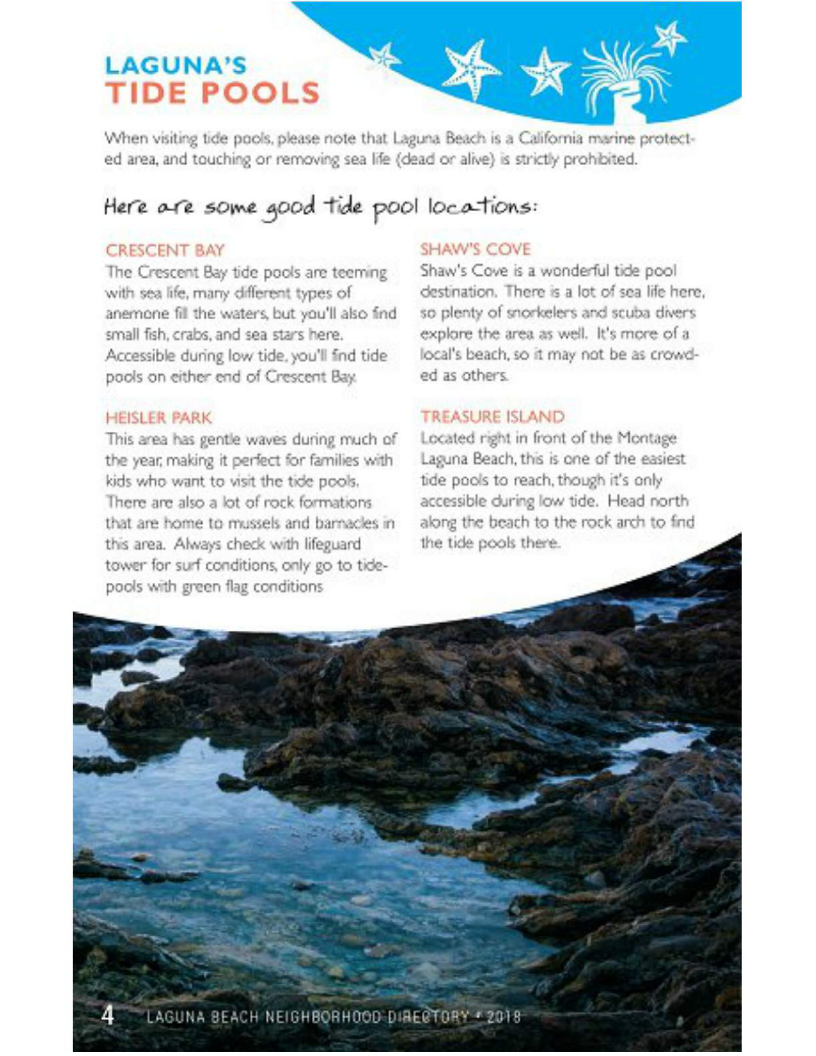 LAGUNA'S
TIDE POOLS
When visiting tide pools, please note that Laguna Beach is a California marine protect-
ed area, and touching or removing sea life (dead or alive) is strictly prohibited.
Here are some good tide pool locations:
CRESCENT BAY
The Crescent Bay tide pools are teeming
with sea life, many different types of
anemone fill the waters, but you'll also find
small fish, crabs, and sea stars here.
Accessible during low tide, you'll find tide
pools on either end of Crescent Bay.
HEISLER PARK
This area has gentle waves during much of
the year, making it perfect for families with
kids who want to visit the tide pools.
There are also a lot of rock formations
that are home to mussels and barnacles in
this area. Always check with lifeguard
tower for surf conditions, only go to tide-
pools with green flag conditions
SHAW'S COVE
Shaw's Cove is a wonderful tide pool
destination. There is a lot of sea life here,
so plenty of snorkelers and scuba divers
explore the area as well. It's more of a
local's beach, so it may not be as crowd-
ed as others.
TREASURE ISLAND
Located right in front of the Montage
Laguna Beach, this is one of the easiest
tide pools to reach, though it's only
accessible during low tide. Head north
along the beach to the rock arch to find
the tide pools there.
4 LAGUNA BEACH NEIGHBORHOOD DIRECTORY • 2018